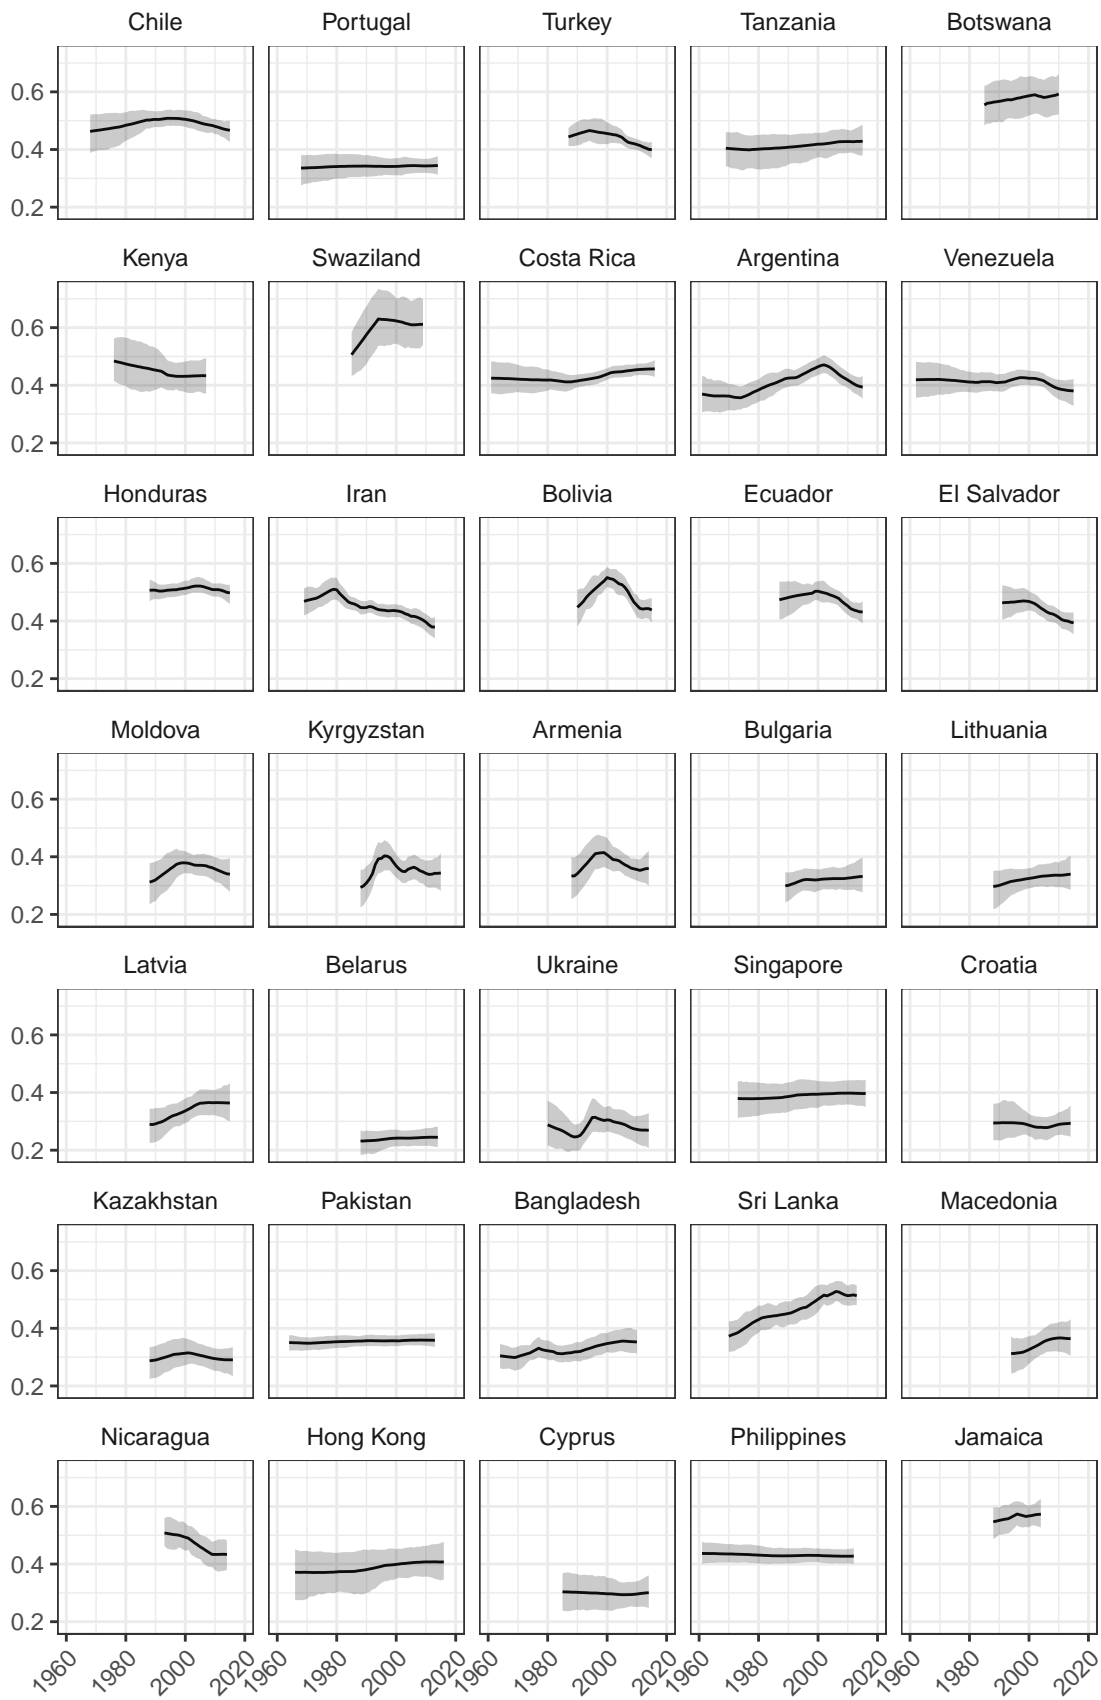 Chile Portugal Turkey Tanzania Botswana
0.6
0.4
0.2
Kenya Swaziland Costa Rica Argentina Venezuela
0.6
0.4
0.2
Honduras Iran Bolivia Ecuador El Salvador
0.6
0.4
0.2
Moldova Kyrgyzstan Armenia Bulgaria Lithuania
0.6
0.4
0.2
Latvia Belarus Ukraine Singapore Croatia
0.6
0.4
0.2
Kazakhstan Pakistan Bangladesh Sri Lanka Macedonia
0.6
0.4
0.2
Nicaragua Hong Kong Cyprus Philippines Jamaica
0.6
0.4
0.2
1960 1980 2000 2020 1960 1980 2000 2020 1960 1980 2000 2020 1960 1980 2000 2020 1960 1980 2000 2020